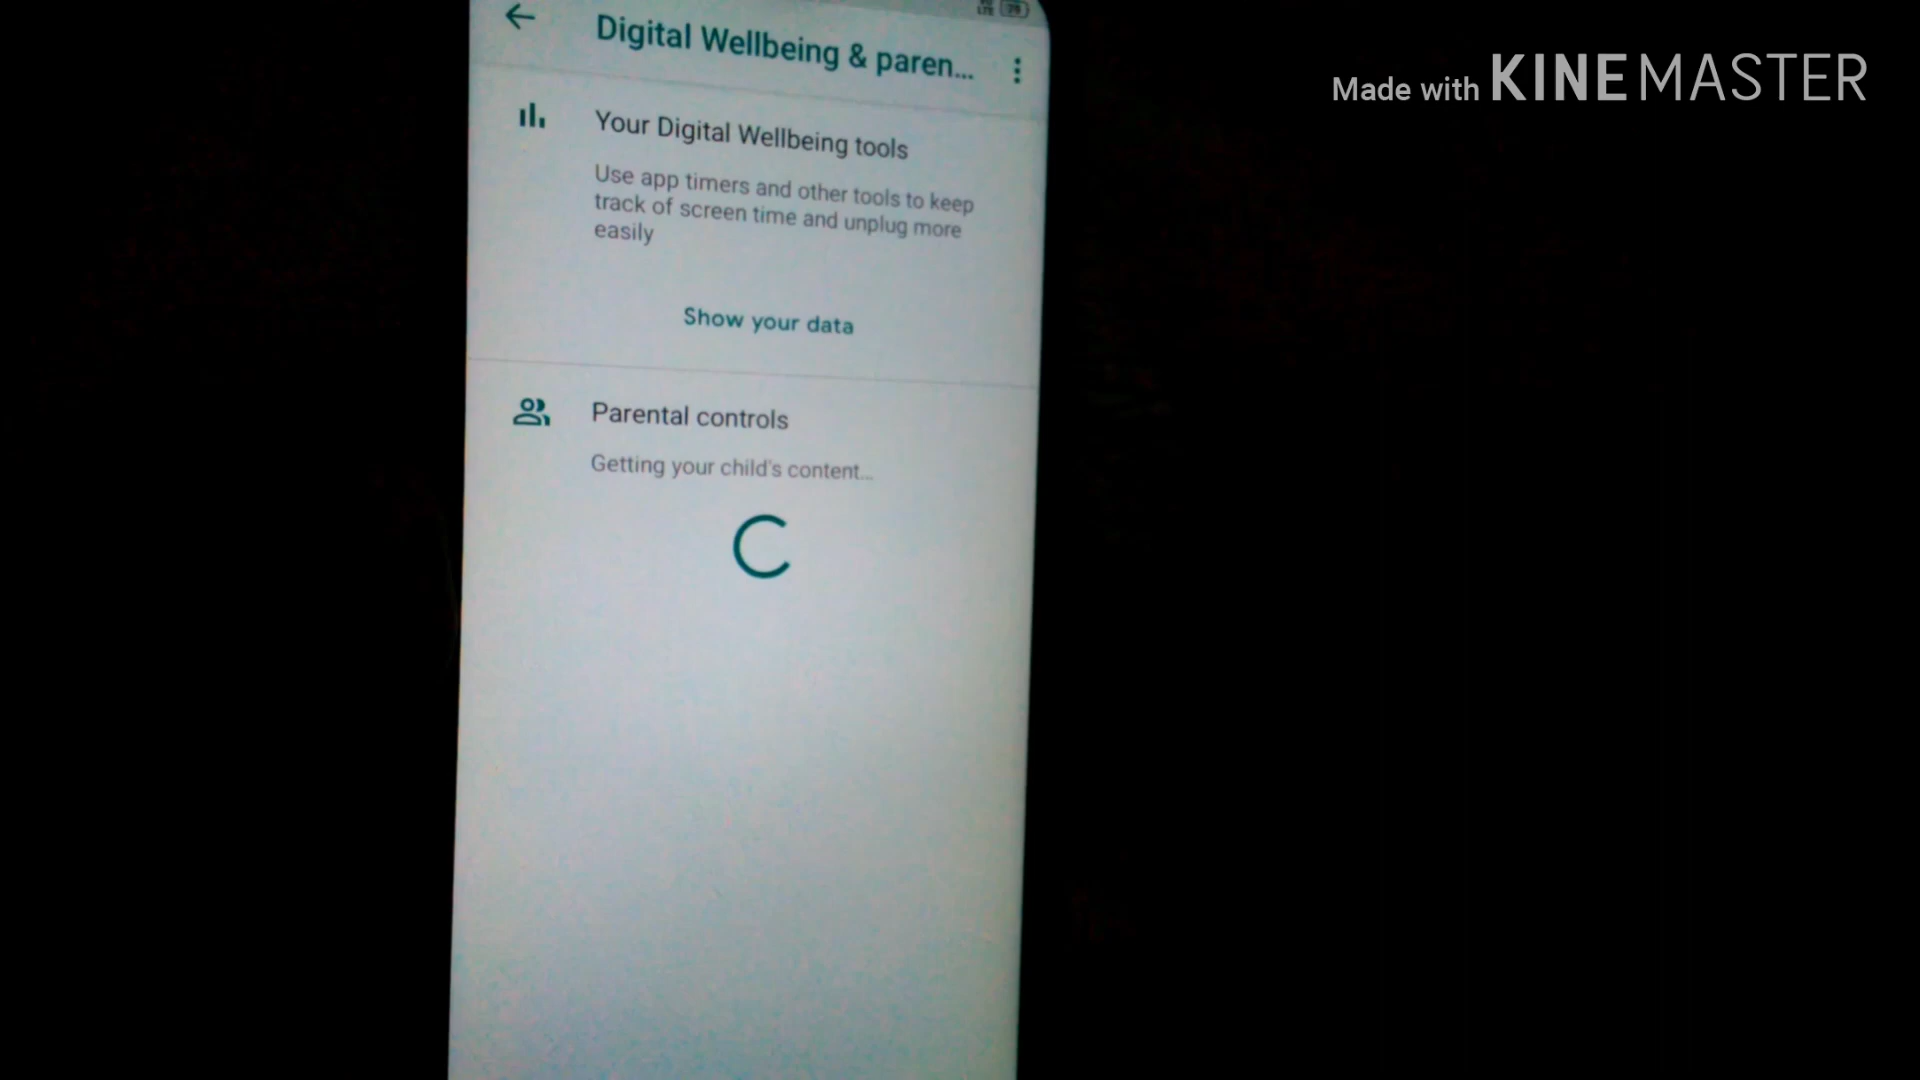 Digital Wellbeing & paren...
Made with KINEMASTER
Your Digital Wellbeing tools
Use app timers and other tools to keep
track of screen time and unplug more
easily
Show your data
Parental controls
Getting your child's content...